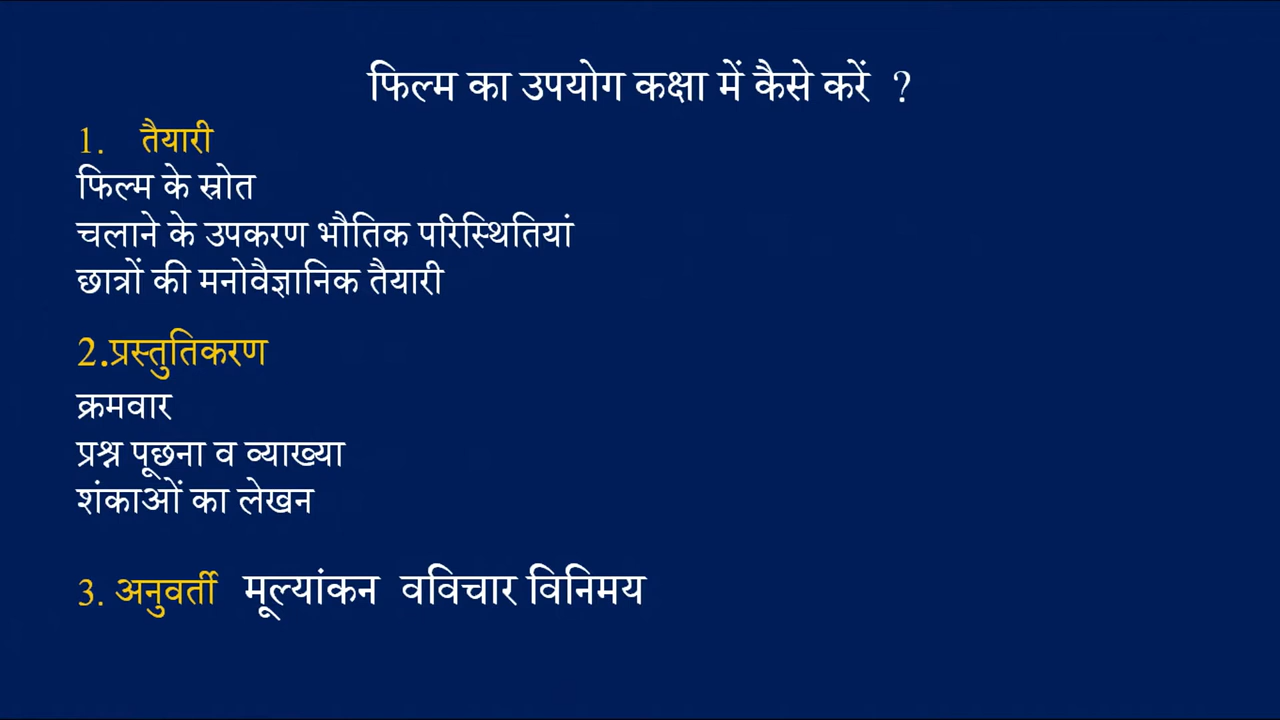 फिल्म का उपयोग कक्षा में कैसे करें ?
1. तैयारी
फिल्म के स्रोत
चलाने के उपकरण भौतिक परिस्थितियां
छात्रों की मनोवैज्ञानिक तैयारी
2.प्रस्तुतिकरण
क्रमवार
प्रश्न पूछना व व्याख्या
शंकाओं का लेखन
3. अनुवर्ती मूल्यांकन वविचार विनिमय